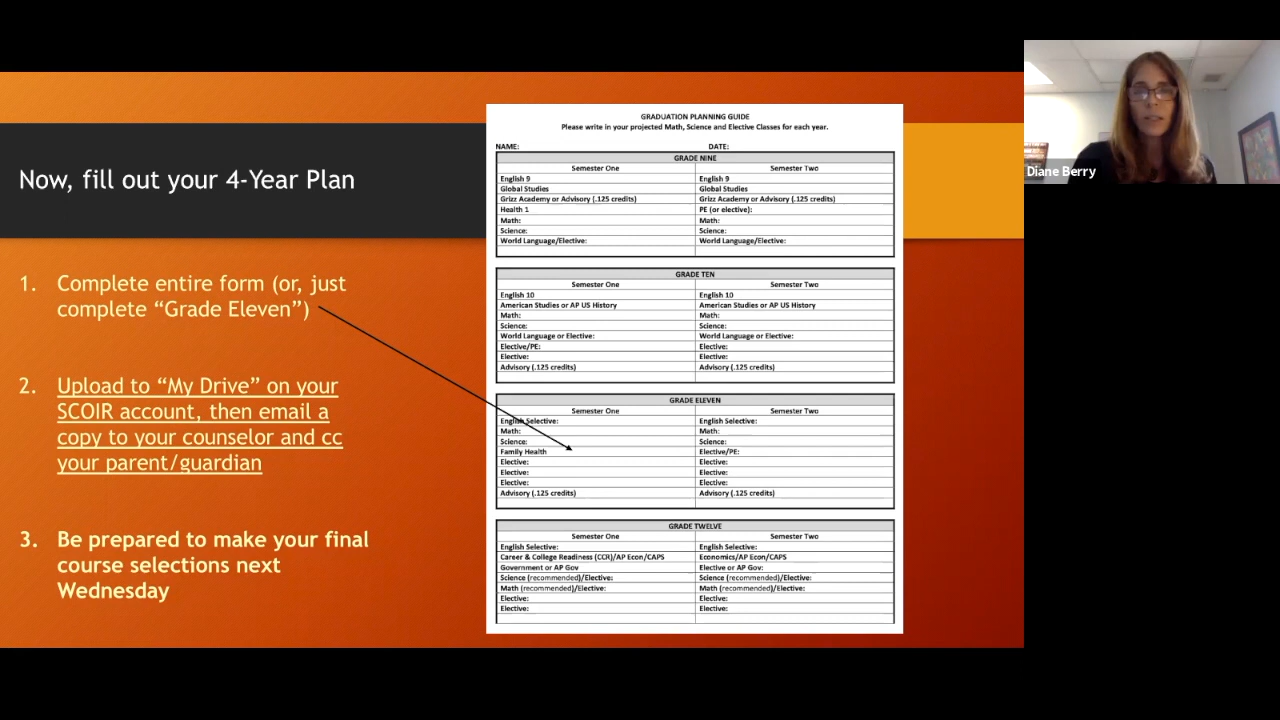 Now, fill out your 4-Year Plan
1. Complete entire form (or, just
complete “Grade Eleven”)
2. Upload to “My Drive” on your
SCOIR account, then email a
copy to your counselor and cc
your parent/guardian
3. Be prepared to make your final
course selections next
Wednesday
GRADUATION PLANNING GUIDE
Please write in your projected Math, Science and Elective Classes for each year.
NAME: DATE:
GRADE NINE
Semester One Semester Two
English 9 English 9
Global Studies Global Studies
Grizz Academy or Advisory (.125 credits) Grizz Academy or Advisory (.125 credits)
Health 1 PE (or elective):
Math: Math:
Science: Science:
World Language/Elective: World Language/Elective:
GRADE TEN
Semester One Semester Two
English 10 English 10
American Studies or AP US History American Studies or AP US History
Math: Math:
Science: Science:
World Language or Elective: World Language or Elective:
Elective/PE: Elective:
Elective: Elective:
Advisory (.125 credits) Advisory (.125 credits)
GRADE ELEVEN
Semester One Semester Two
English Selective: English Selective:
Math: Math:
Science: Science:
Family Health Elective/PE:
Elective: Elective:
Elective: Elective:
Elective: Elective:
Advisory (.125 credits) Advisory (.125 credits)
GRADE TWELVE
Semester One Semester Two
English Selective: English Selective:
Career & College Readiness (CCR)/AP Econ/CAPS Economics/AP Econ/CAPS
Government or AP Gov Elective or AP Gov:
Science (recommended)/Elective: Science (recommended)/Elective:
Math (recommended)/Elective: Math (recommended)/Elective:
Elective: Elective:
Elective: Elective:
Diane Berry